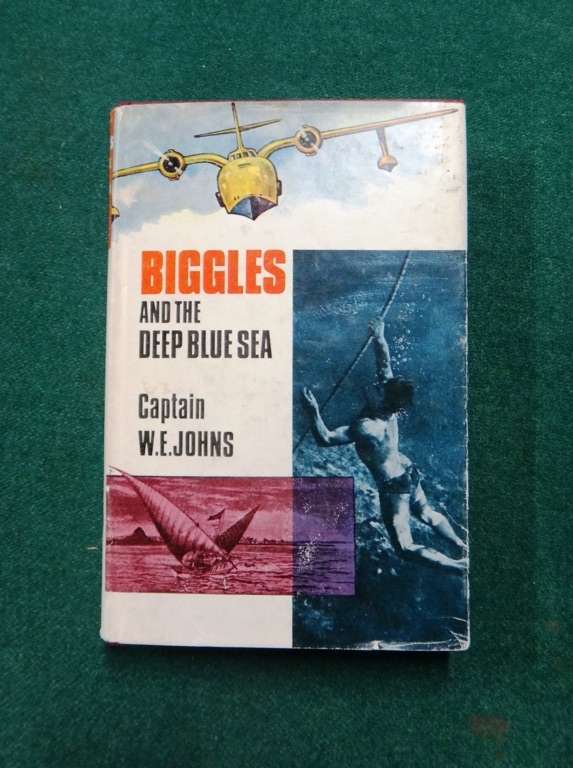 BIGGLES
AND THE
DEEP BLUE SEA
Captain
W.E.JOHNS